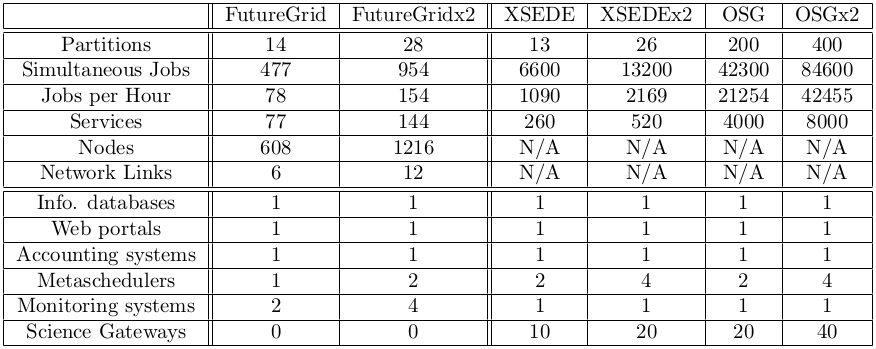 FutureGrid FutureGridx2 XSEDE XSEDEx2 OSG OSGx2
Partitions 14 28 13 26 200 400
Simultaneous Jobs 477 954 6600 13200 42300 84600
Jobs per Hour 78 154 1090 2169 21254 42455
Services 77 144 260 520 4000 8000
Nodes 608 1216 N/A N/A N/A N/A
Network Links 6 12 N/A N/A N/A N/A
Info. databases 1 1 1 1 1 1
Web portals 1 1 1 1 1 1
Accounting systems 1 1 1 1 1 1
Metaschedulers 1 2 2 4 2 4
Monitoring systems 2 4 1 1 1 1
Science Gateways 0 0 10 20 20 40